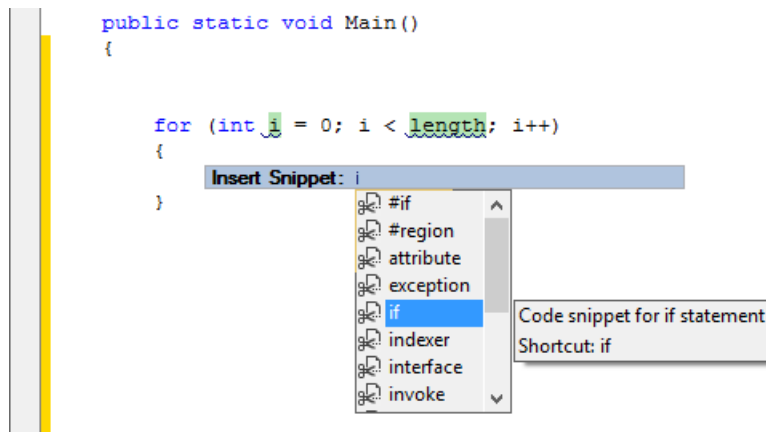 public static void Main()
{
for (int i = 0; i < length; i++)
{
Insert Snippet: i
}
#if
#region
attribute
exception
if
indexer
interface
invoke
Code snippet for if statement
Shortcut: if